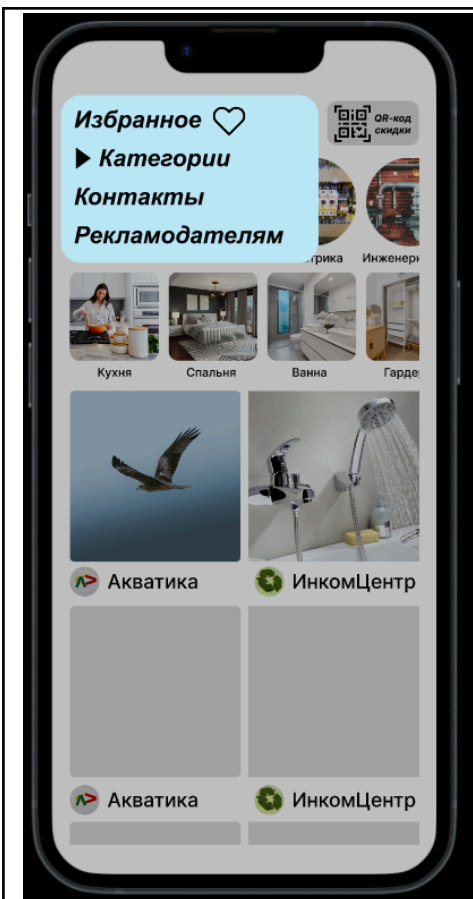 Избранное
QR-код
скидки
Категории
Контакты
Рекламодателям
Кухня
Спальня
Ванна
Акватика
ИнкомЦентр
Акватика
ИнкомЦентр